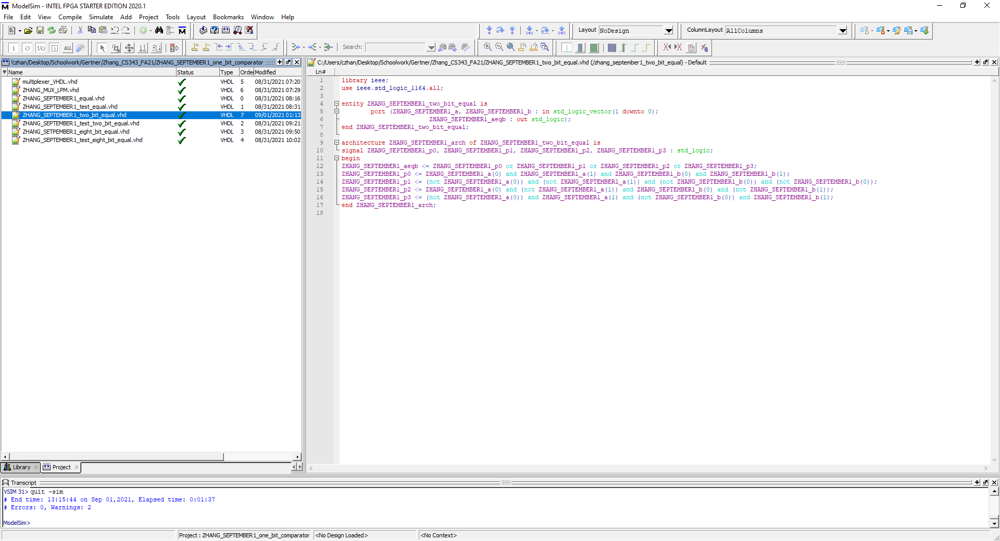 ModelSim - INTEL FPGA STARTER EDITION 2020.1
File Edit View Compile Simulate Add Project Tools Layout Bookmarks Window Help
Layout NoDesign ColumnLayout AllColumns
Search:
/czhan/Desktop/Schoolwork/Gertner/Zhang_CS343_FA21/ZHANG_SEPTEMBER1_one_bit_comparator
Name Status Type Order Modified
multiplexer_VHDL.vhd VHDL 5 08/31/2021 07:20
ZHANG_MUX_LPM.vhd VHDL 6 08/31/2021 07:29
ZHANG_SEPTEMBER1_equal.vhd VHDL 0 08/31/2021 08:16
ZHANG_SEPTEMBER1_test_equal.vhd VHDL 1 08/31/2021 08:31
ZHANG_SEPTEMBER1_two_bit_equal.vhd VHDL 7 09/01/2021 01:13
ZHANG_SEPTEMBER1_test_two_bit_equal.vhd VHDL 2 08/31/2021 09:21
ZHANG_SETPEMBER1_eight_bit_equal.vhd VHDL 3 08/31/2021 09:50
ZHANG_SEPTEMBER1_test_eight_bit_equal.vhd VHDL 4 08/31/2021 10:02
Library Project
C:/Users/czhan/Desktop/Schoolwork/Gertner/Zhang_CS343_FA21/ZHANG_SEPTEMBER1_two_bit_equal.vhd (/zhang_september1_two_bit_equal) - Default
Ln#
1 library ieee;
2 use ieee.std_logic_1164.all;
3
4 entity ZHANG_SEPTEMBER1_two_bit_equal is
5 port (ZHANG_SEPTEMBER1_a, ZHANG_SEPTEMBER1_b : in std_logic_vector(1 downto 0);
6 ZHANG_SEPTEMBER1_aeqb : out std_logic);
7 end ZHANG_SEPTEMBER1_two_bit_equal;
8
9 architecture ZHANG_SEPTEMBER1_arch of ZHANG_SEPTEMBER1_two_bit_equal is
10 signal ZHANG_SEPTEMBER1_p0, ZHANG_SEPTEMBER1_p1, ZHANG_SEPTEMBER1_p2, ZHANG_SEPTEMBER1_p3 : std_logic;
11 begin
12 ZHANG_SEPTEMBER1_aeqb <= ZHANG_SEPTEMBER1_p0 or ZHANG_SEPTEMBER1_p1 or ZHANG_SEPTEMBER1_p2 or ZHANG_SEPTEMBER1_p3;
13 ZHANG_SEPTEMBER1_p0 <= ZHANG_SEPTEMBER1_a(0) and ZHANG_SEPTEMBER1_a(1) and ZHANG_SEPTEMBER1_b(0) and ZHANG_SEPTEMBER1_b(1);
14 ZHANG_SEPTEMBER1_p1 <= (not ZHANG_SEPTEMBER1_a(0)) and (not ZHANG_SEPTEMBER1_a(1)) and (not ZHANG_SEPTEMBER1_b(0)) and (not ZHANG_SEPTEMBER1_b(0));
15 ZHANG_SEPTEMBER1_p2 <= ZHANG_SEPTEMBER1_a(0) and (not ZHANG_SEPTEMBER1_a(1)) and ZHANG_SEPTEMBER1_b(0) and (not ZHANG_SEPTEMBER1_b(1));
16 ZHANG_SEPTEMBER1_p3 <= (not ZHANG_SEPTEMBER1_a(0)) and ZHANG_SEPTEMBER1_a(1) and (not ZHANG_SEPTEMBER1_b(0)) and ZHANG_SEPTEMBER1_b(1);
17 end ZHANG_SEPTEMBER1_arch;
18
Transcript
VSIM 31> quit -sim
# End time: 13:15:44 on Sep 01,2021, Elapsed time: 0:01:37
# Errors: 0, Warnings: 2
ModelSim>
Project : ZHANG_SEPTEMBER1_one_bit_comparator <No Design Loaded> <No Context>